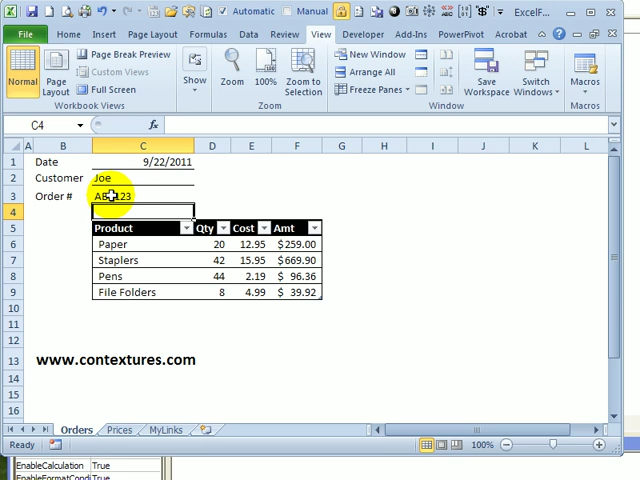 Automatic Manual ExcelF
File Home Insert Page Layout Formulas Data Review View Developer Add-Ins PowerPivot Acrobat
Normal Page Layout Page Break Preview Custom Views Full Screen Show Zoom 100% Zoom to Selection New Window Arrange All Freeze Panes Save Workspace Switch Windows Macros
Workbook Views Zoom Window Macros
C4 fx
A B C D E F G H I J K L
1 Date 9/22/2011
2 Customer Joe
3 Order #
4
5 Product Qty Cost Amt
6 Paper 20 12.95 $259.00
7 Staplers 42 15.95 $669.90
8 Pens 44 2.19 $ 96.36
9 File Folders 8 4.99 $ 39.92
10
11
12
13 www.contextures.com
14
15
16
Orders Prices MyLinks
Ready 100%
EnableCalculation True
EnableFormatCondi True